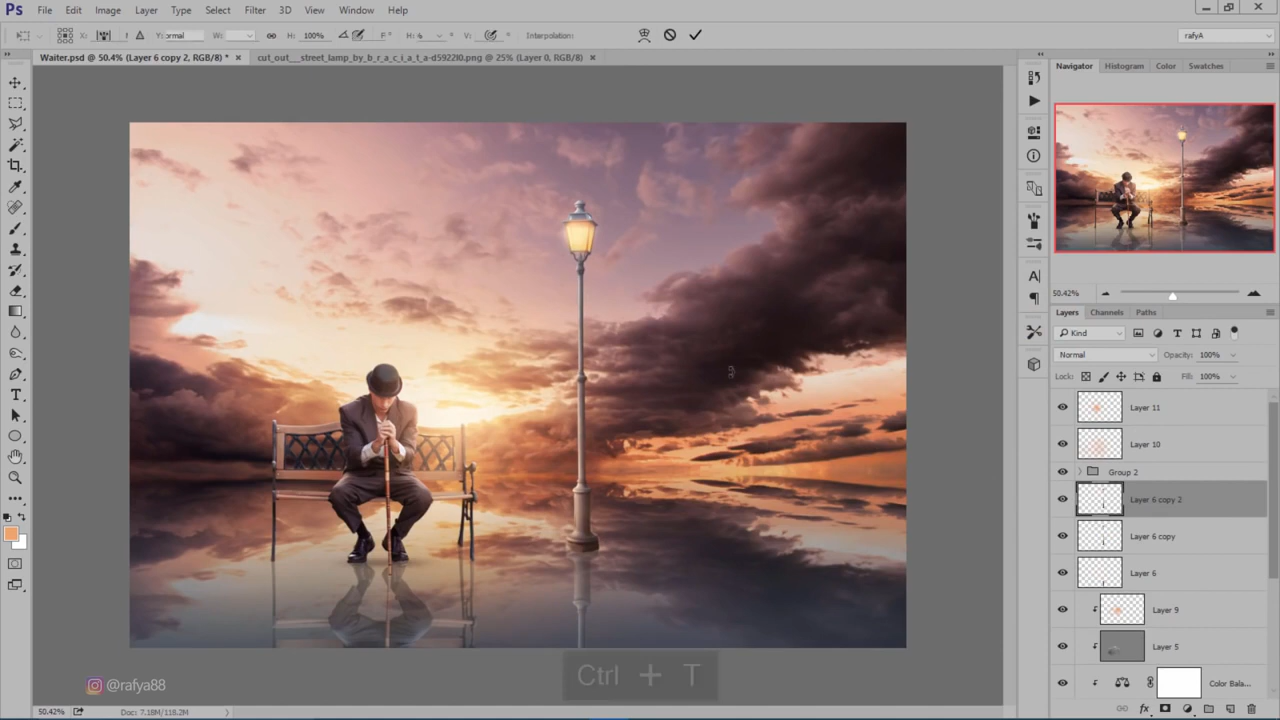 Ps File Edit Image Layer Type Select Filter 3D View Window Help
X: Y: ormal W: H: 100% H: V: Interpolation: rafyA
Waiter.psd @ 50.4% (Layer 6 copy 2, RGB/8) * × cut_out__street_lamp_by_b_r_a_c_i_a_t_a-d5922l0.png @ 25% (Layer 0, RGB/8) ×
Navigator Histogram Color Swatches
50.42%
Layers Channels Paths
Kind
Normal Opacity: 100%
Lock: Fill: 100%
Layer 11
Layer 10
Group 2
Layer 6 copy 2
Layer 6 copy
Layer 6
Layer 9
Layer 5
Color Bala...
Ctrl + T
@rafya88
50.42% Doc: 7.18M/118.2M